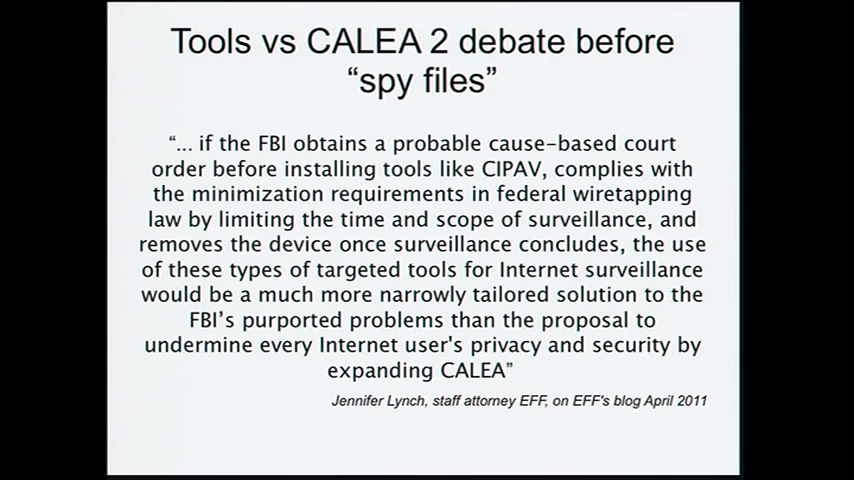 Tools vs CALEA 2 debate before
“spy files”
“... if the FBI obtains a probable cause-based court
order before installing tools like CIPAV, complies with
the minimization requirements in federal wiretapping
law by limiting the time and scope of surveillance, and
removes the device once surveillance concludes, the use
of these types of targeted tools for Internet surveillance
would be a much more narrowly tailored solution to the
FBI’s purported problems than the proposal to
undermine every Internet user's privacy and security by
expanding CALEA”
Jennifer Lynch, staff attorney EFF, on EFF's blog April 2011